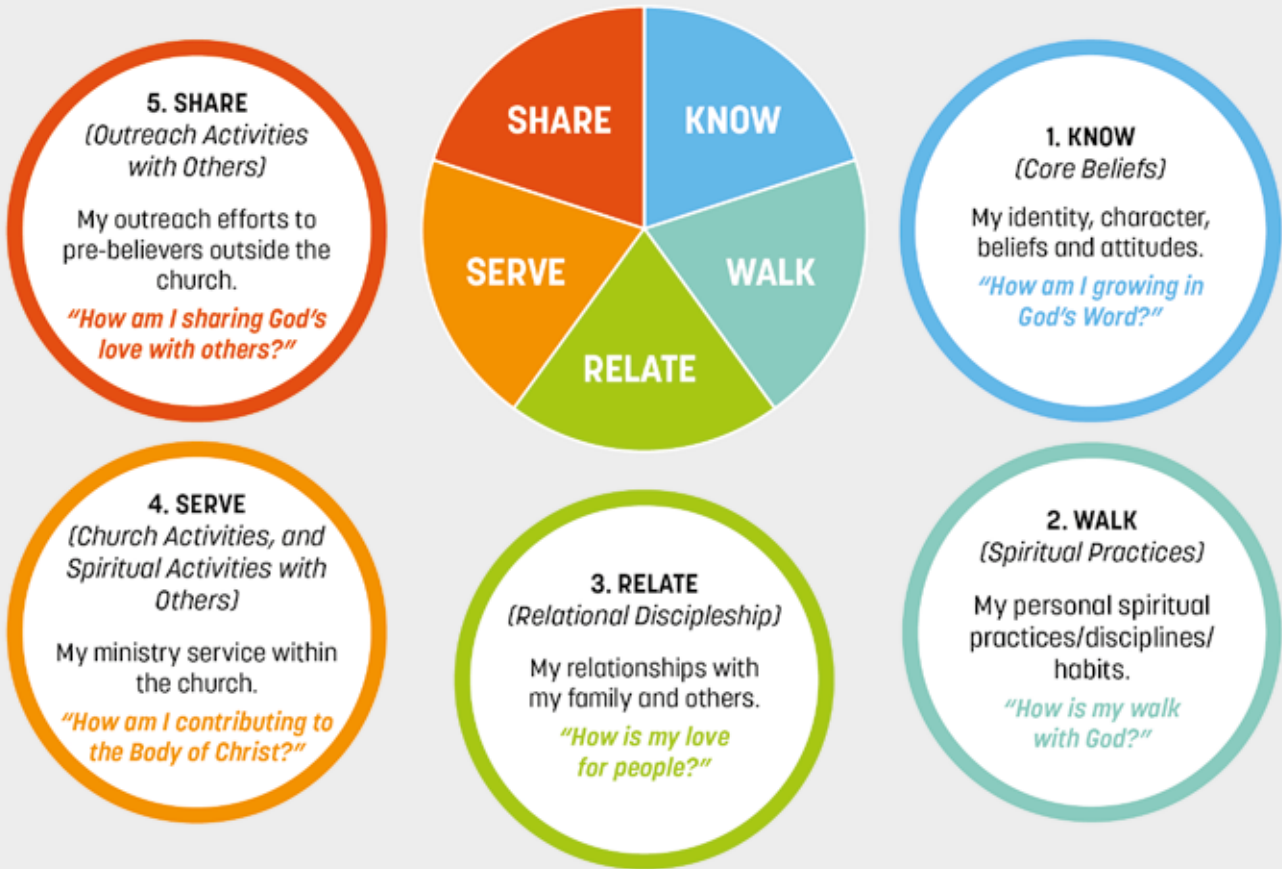 SHARE
KNOW
SERVE
WALK
RELATE
1. KNOW
(Core Beliefs)
My identity, character,
beliefs and attitudes.
“How am I growing in
God’s Word?”
2. WALK
(Spiritual Practices)
My personal spiritual
practices/disciplines/
habits.
“How is my walk
with God?”
3. RELATE
(Relational Discipleship)
My relationships with
my family and others.
“How is my love
for people?”
4. SERVE
(Church Activities, and
Spiritual Activities with
Others)
My ministry service within
the church.
“How am I contributing to
the Body of Christ?”
5. SHARE
(Outreach Activities
with Others)
My outreach efforts to
pre-believers outside the
church.
“How am I sharing God’s
love with others?”